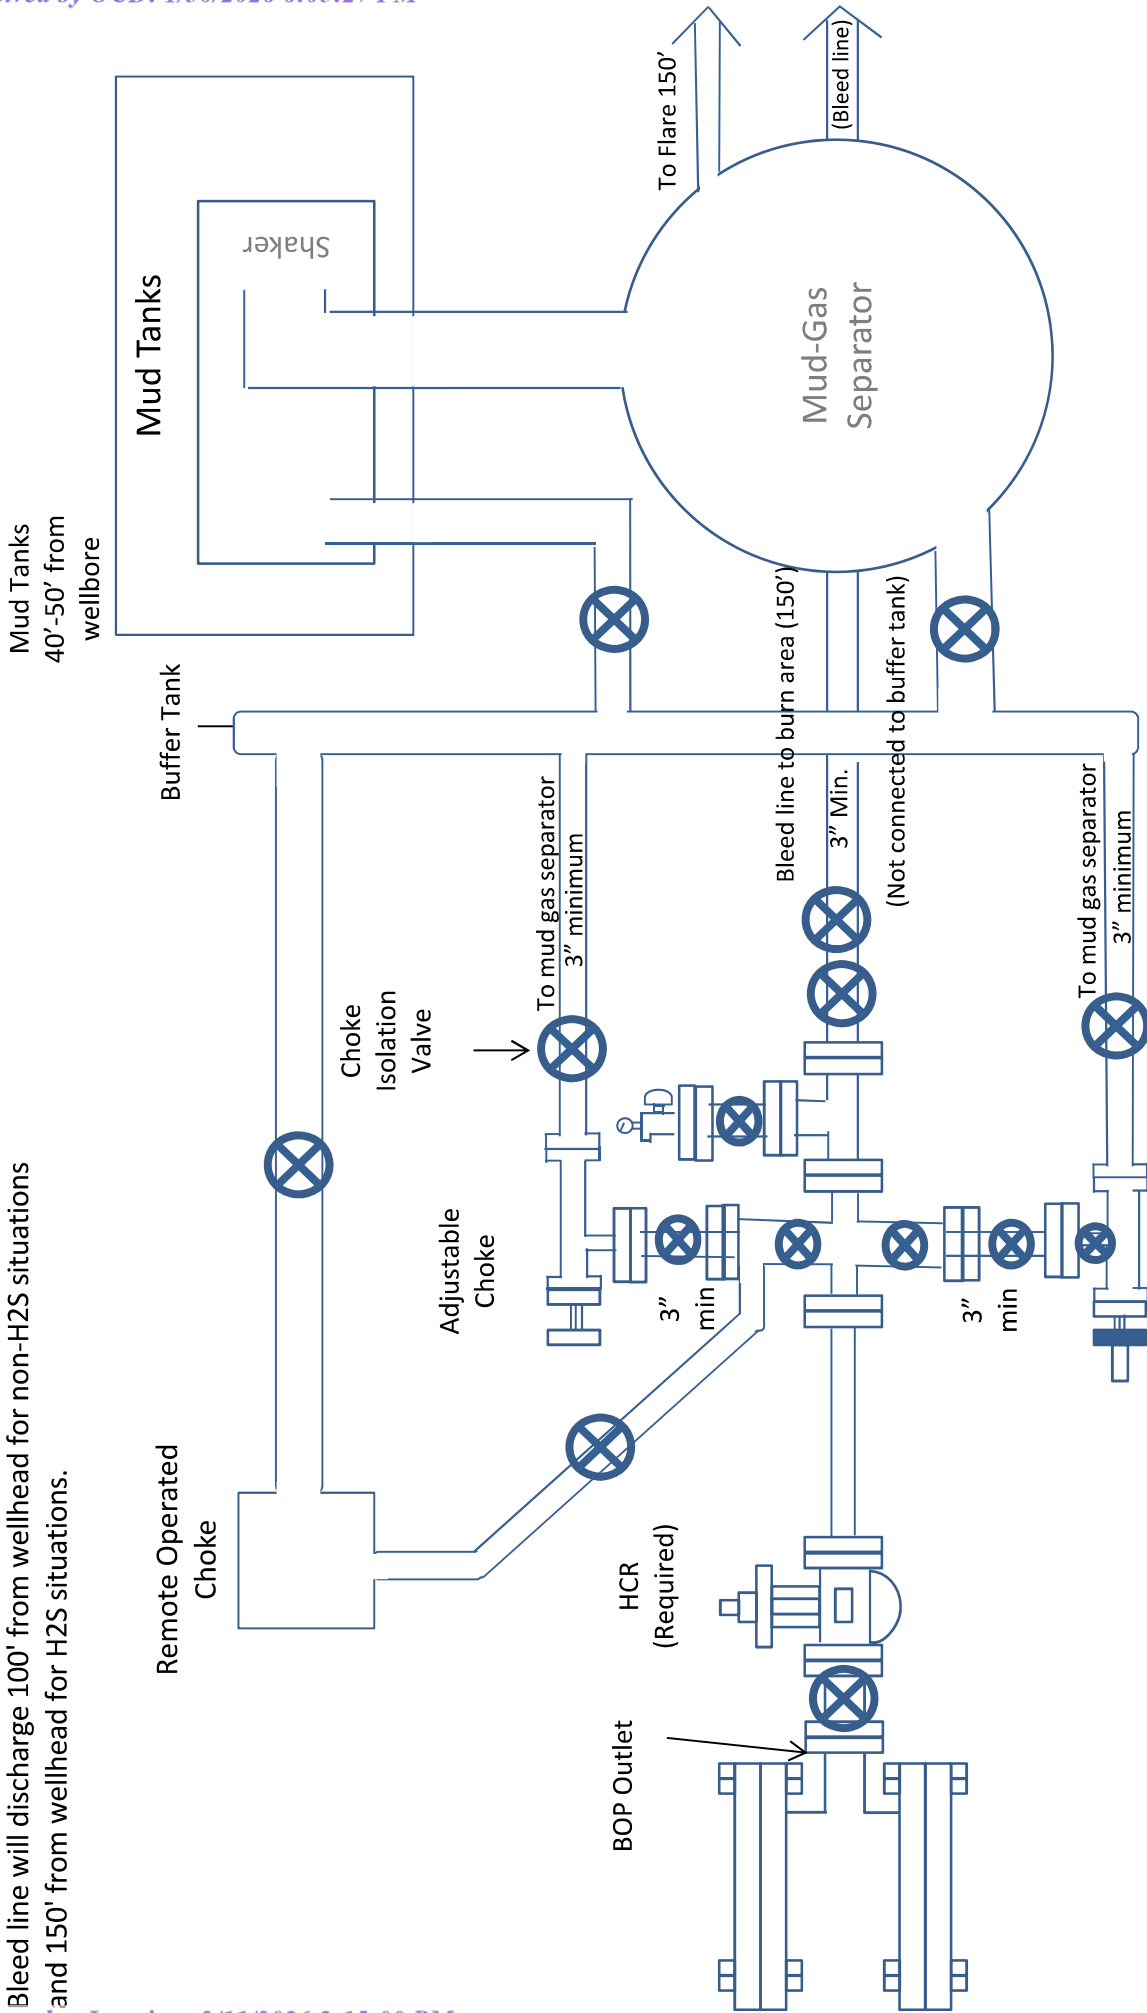 Bleed line will discharge 100' from wellhead for non-H2S situations
and 150' from wellhead for H2S situations.
Mud Tanks
40’-50’ from
wellbore
Mud Tanks
Shaker
Buffer Tank
Remote Operated
Choke
Choke
Isolation
Valve
Adjustable
Choke
To mud gas separator
3” minimum
To Flare 150’
(Bleed line)
Mud-Gas
Separator
Bleed line to burn area (150’)
3” Min.
(Not connected to buffer tank)
3”
min
3”
min
To mud gas separator
3” minimum
HCR
(Required)
BOP Outlet